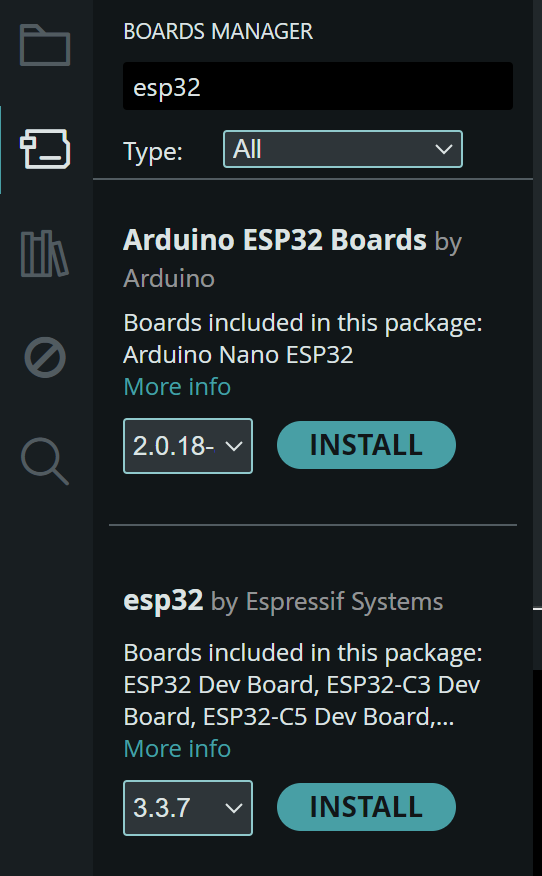 BOARDS MANAGER
esp32
Type: All
Arduino ESP32 Boards by
Arduino
Boards included in this package:
Arduino Nano ESP32
More info
2.0.18- INSTALL
esp32 by Espressif Systems
Boards included in this package:
ESP32 Dev Board, ESP32-C3 Dev
Board, ESP32-C5 Dev Board,...
More info
3.3.7 INSTALL